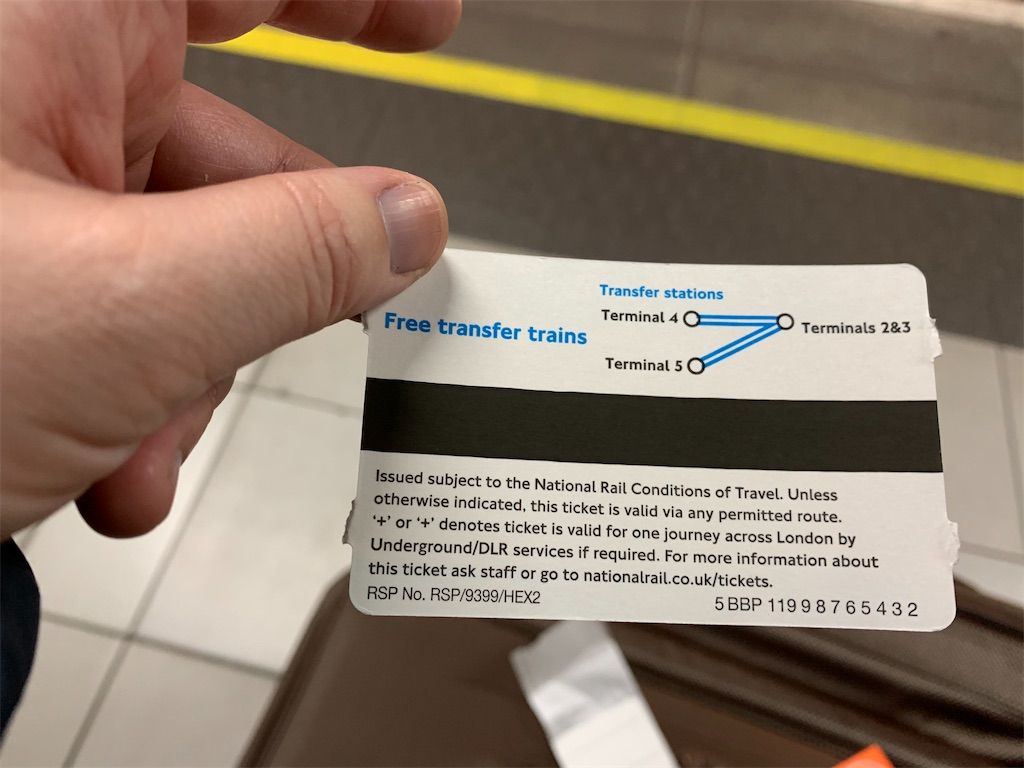 Transfer stations
Terminal 4
Terminals 2&3
Free transfer trains
Terminal 5
Issued subject to the National Rail Conditions of Travel. Unless
otherwise indicated, this ticket is valid via any permitted route.
‘+’ or ‘+’ denotes ticket is valid for one journey across London by
Underground/DLR services if required. For more information about
this ticket ask staff or go to nationalrail.co.uk/tickets.
RSP No. RSP/9399/HEX2
5 BBP 119 9 8 7 6 5 4 3 2